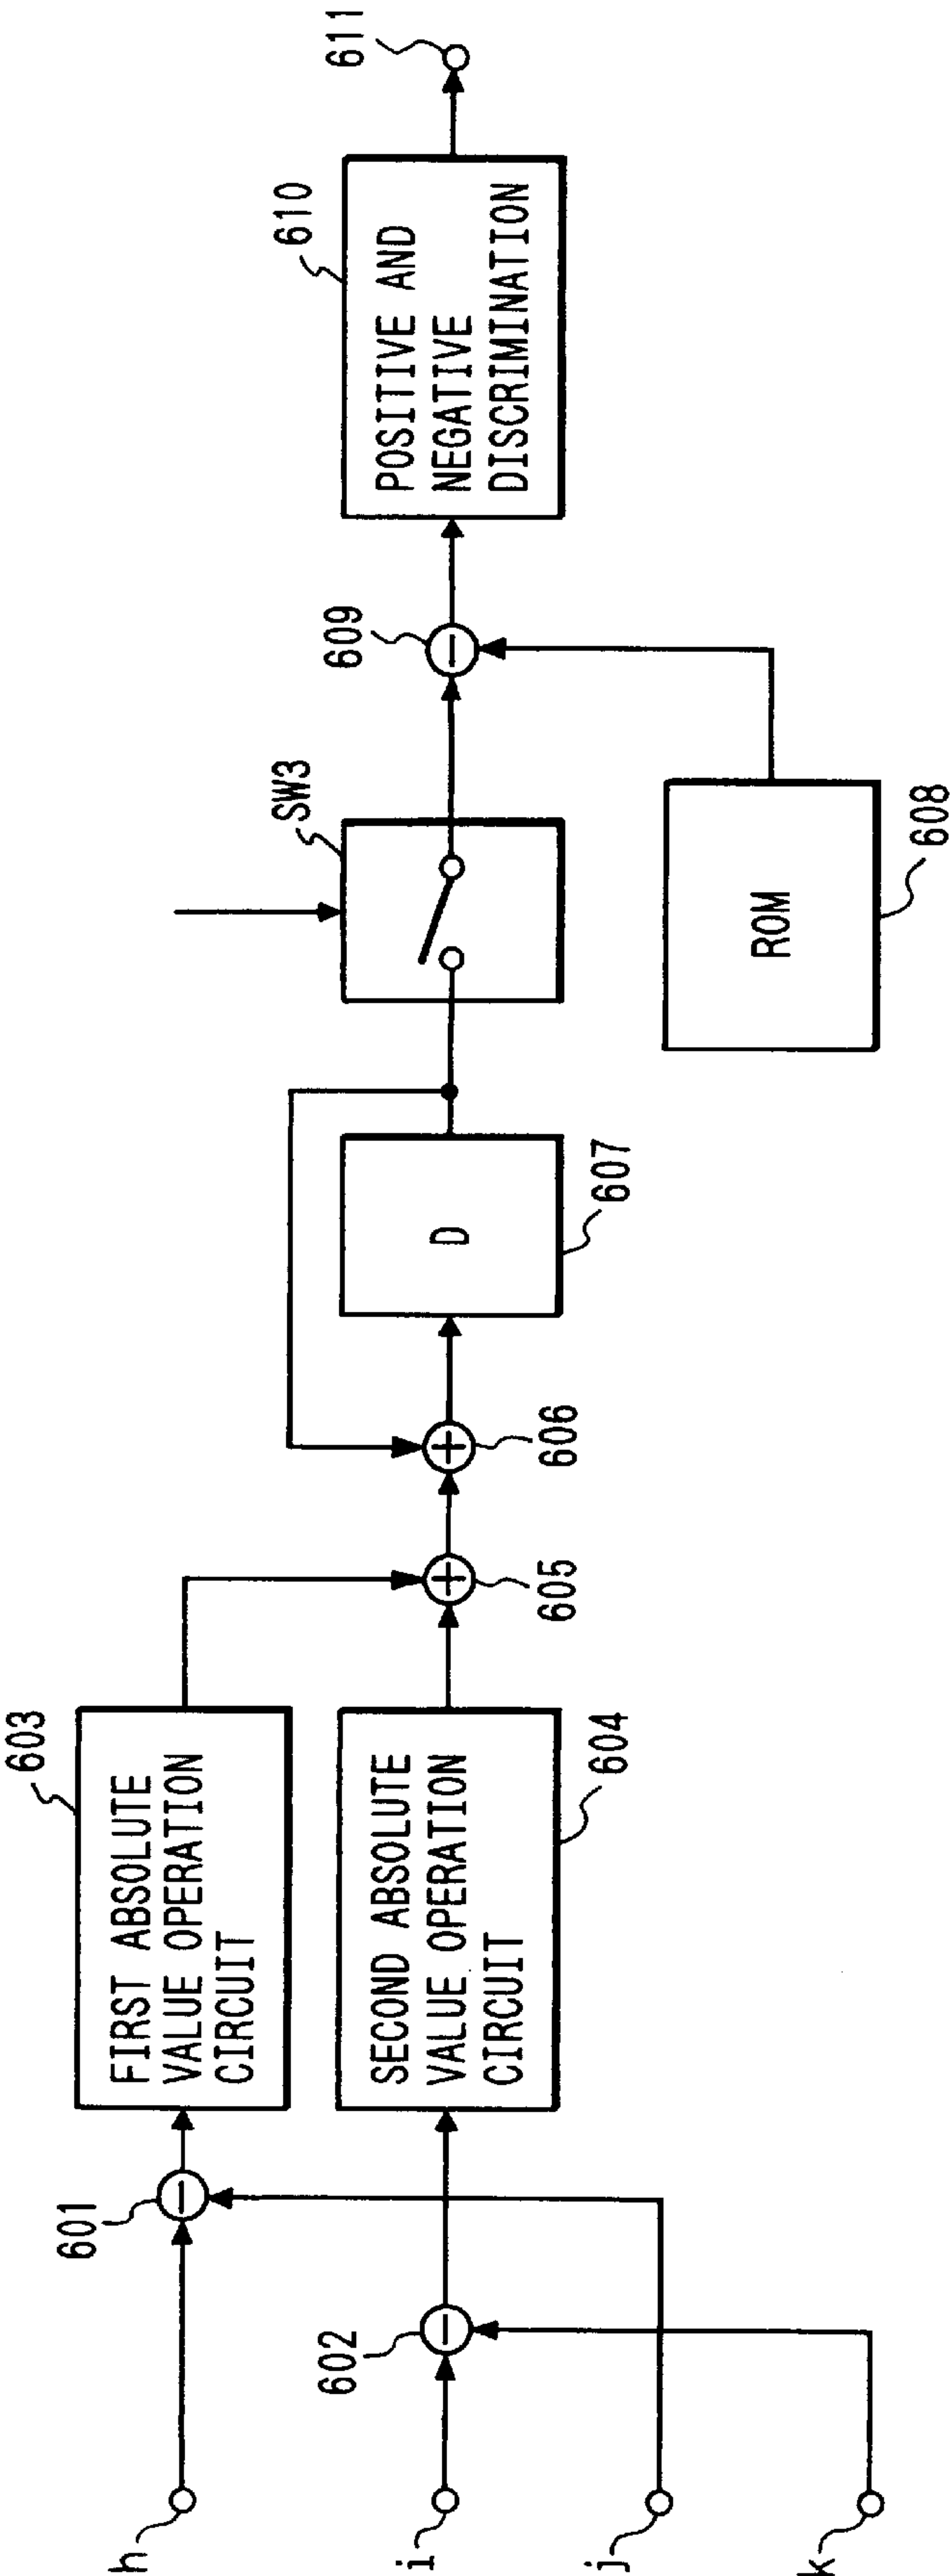 h
i
j
k
601
602
603
FIRST ABSOLUTE
VALUE OPERATION
CIRCUIT
SECOND ABSOLUTE
VALUE OPERATION
CIRCUIT
604
605
606
D
607
SW3
ROM
608
609
610
POSITIVE AND
NEGATIVE
DISCRIMINATION
611